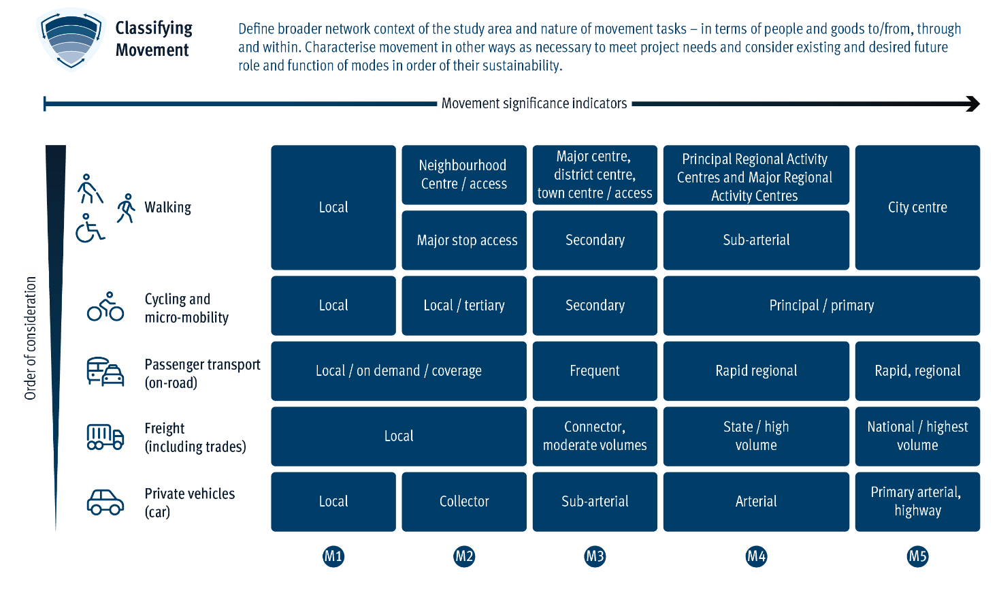 Classifying
Movement
Define broader network context of the study area and nature of movement tasks – in terms of people and goods to/from, through
and within. Characterise movement in other ways as necessary to meet project needs and consider existing and desired future
role and function of modes in order of their sustainability.
Movement significance indicators
Order of consideration
Walking
Local
Neighbourhood
Centre / access
Major stop access
Major centre,
district centre,
town centre / access
Secondary
Principal Regional Activity
Centres and Major Regional
Activity Centres
Sub-arterial
City centre
Cycling and
micro-mobility
Local
Local / tertiary
Secondary
Principal / primary
Passenger transport
(on-road)
Local / on demand / coverage
Frequent
Rapid regional
Rapid, regional
Freight
(including trades)
Local
Connector,
moderate volumes
State / high
volume
National / highest
volume
Private vehicles
(car)
Local
Collector
Sub-arterial
Arterial
Primary arterial,
highway
M1
M2
M3
M4
M5